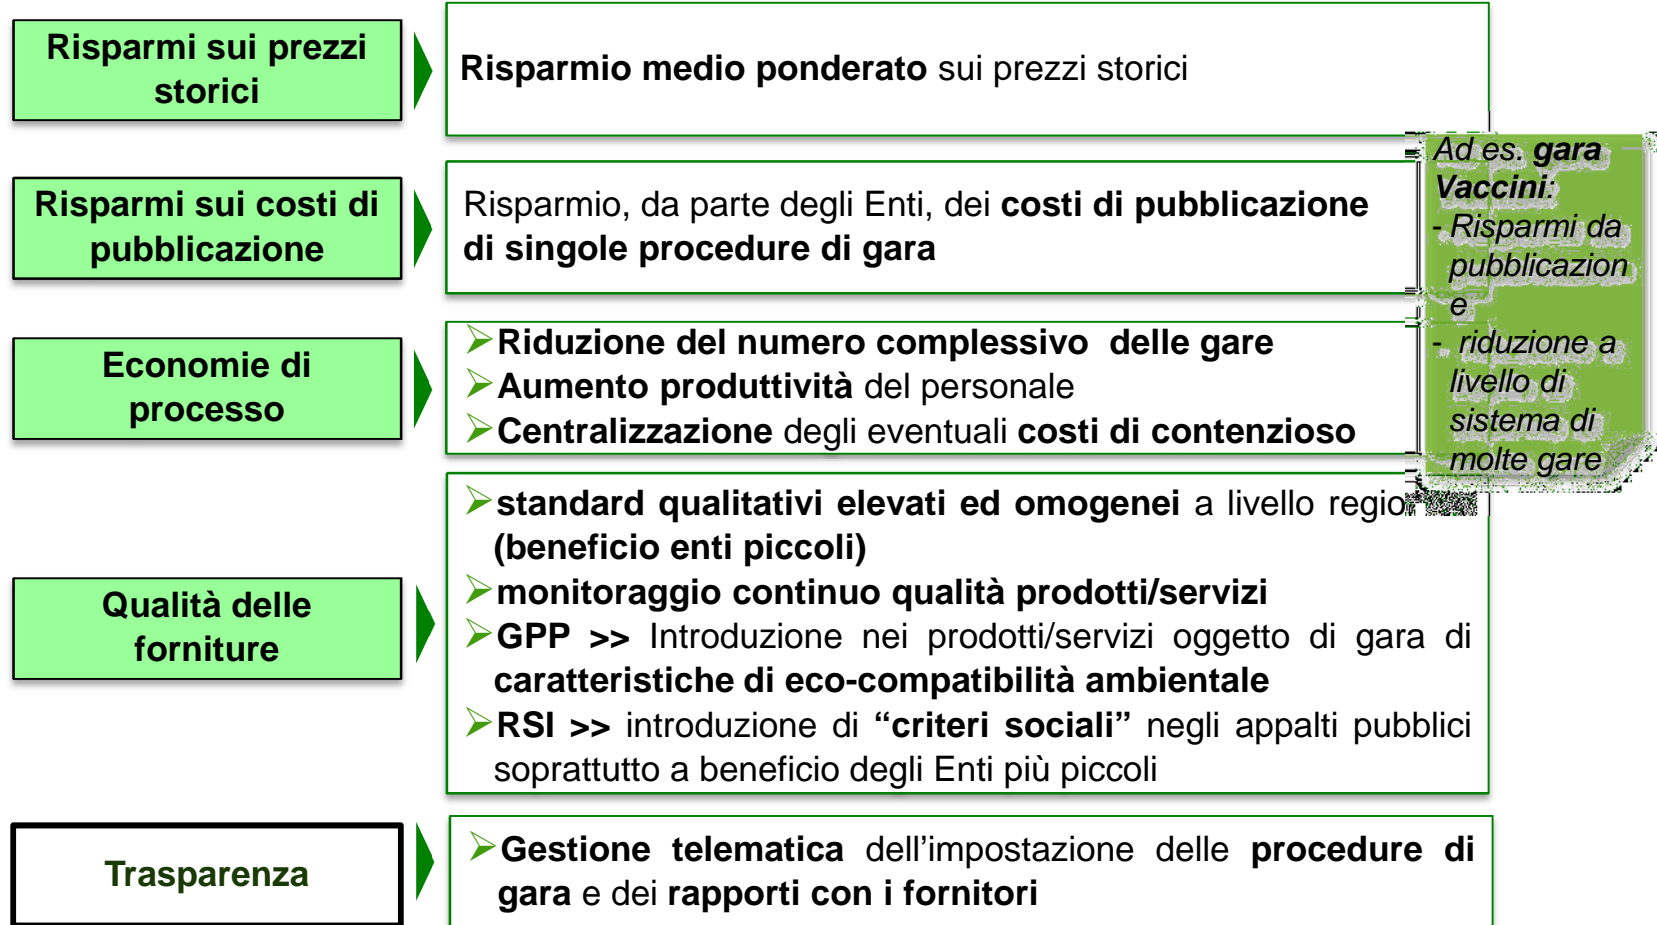 Risparmi sui prezzi
storici
Risparmio medio ponderato sui prezzi storici
Risparmi sui costi di
pubblicazione
Risparmio, da parte degli Enti, dei costi di pubblicazione
di singole procedure di gara
Economie di
processo
➢Riduzione del numero complessivo  delle gare
➢Aumento produttività del personale
➢Centralizzazione degli eventuali costi di contenzioso
Ad es. gara
Vaccini:
- Risparmi da
pubblicazion
e
- riduzione a
livello di
sistema di
molte gare
Qualità delle
forniture
➢standard qualitativi elevati ed omogenei a livello
(beneficio enti piccoli)
➢monitoraggio continuo qualità prodotti/servizi
➢GPP >> Introduzione nei prodotti/servizi oggetto di gara di
caratteristiche di eco-compatibilità ambientale
➢RSI >> introduzione di “criteri sociali” negli appalti pubblici
soprattutto a beneficio degli Enti più piccoli
Trasparenza
➢Gestione telematica dell’impostazione delle procedure di
gara e dei rapporti con i fornitori